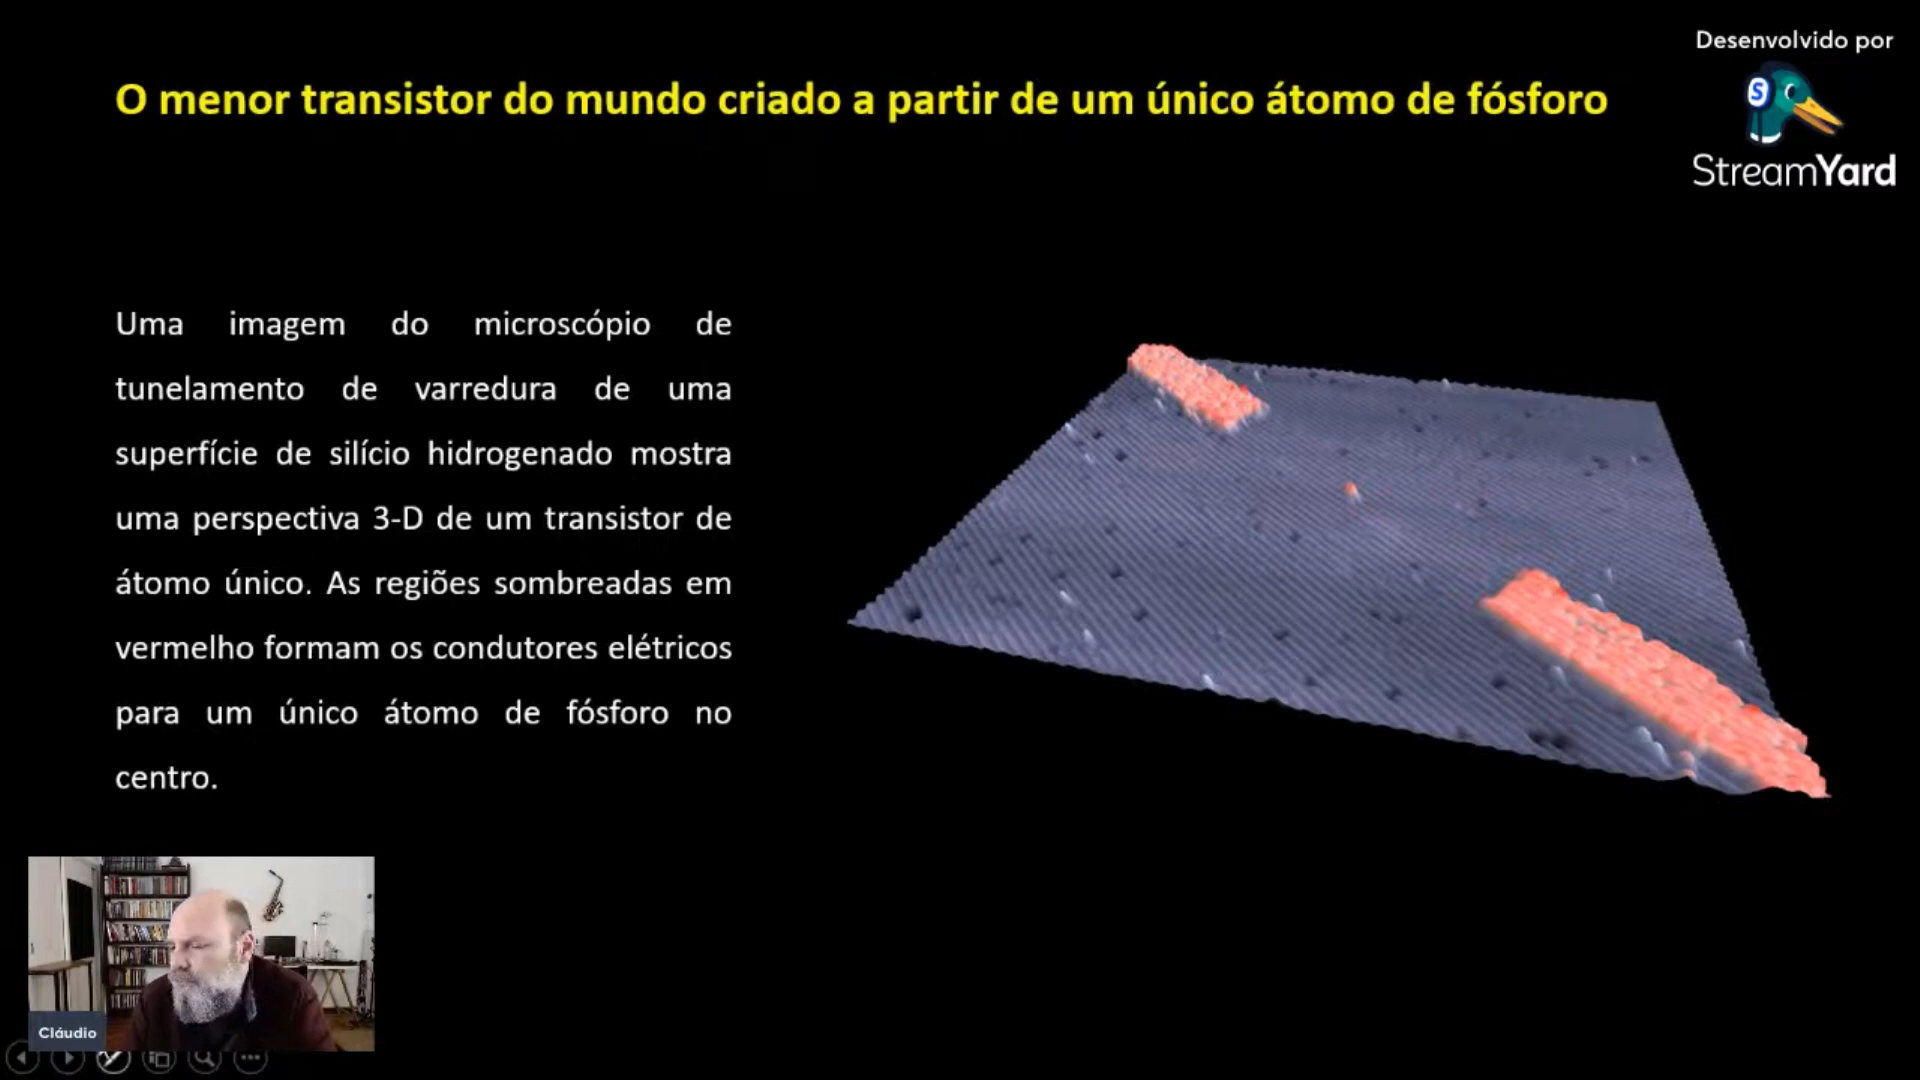 Desenvolvido por
O menor transistor do mundo criado a partir de um único átomo de fósforo
S
StreamYard
Uma imagem do microscópio de
tunelamento de varredura de uma
superfície de silício hidrogenado mostra
uma perspectiva 3-D de um transistor de
átomo único. As regiões sombreadas em
vermelho formam os condutores elétricos
para um único átomo de fósforo no
centro.
Cláudio